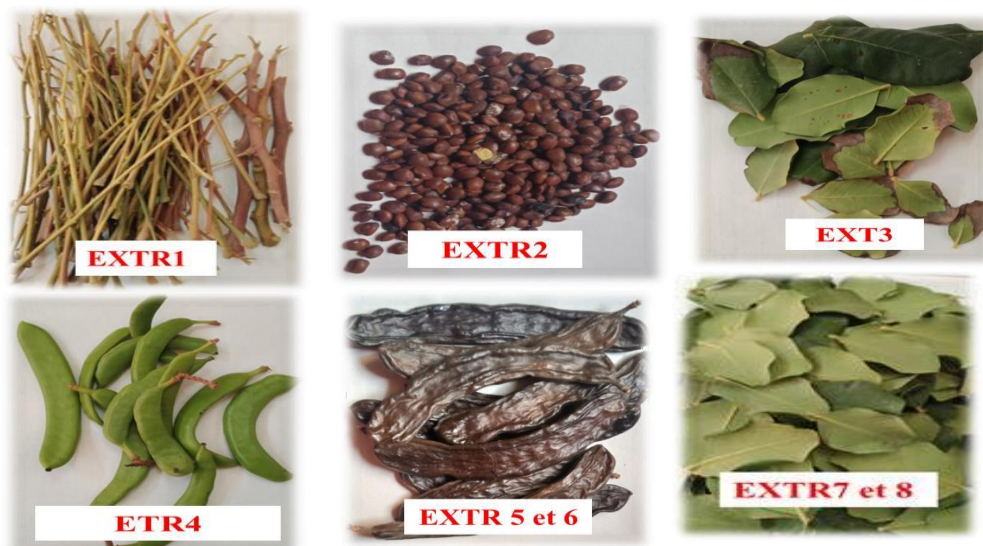 EXTR1
EXTR2
EXT3
ETR4
EXTR 5 et 6
EXTR7 et 8